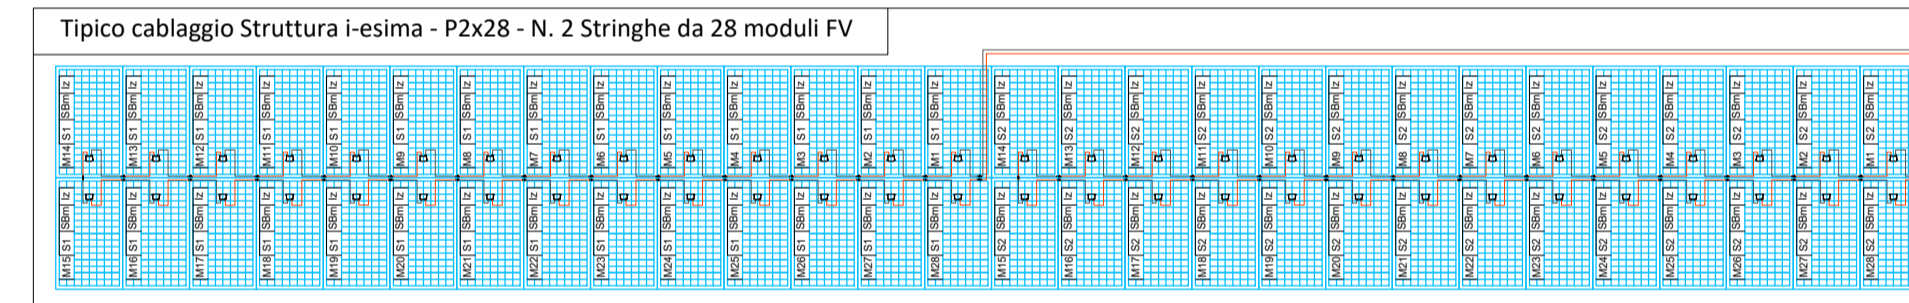 Tipico cablaggio Struttura i-esima - P2x28 - N. 2 Stringhe da 28 moduli FV
M14 S1 SBm Iz
M13 S1 SBm Iz
M12 S1 SBm Iz
M11 S1 SBm Iz
M10 S1 SBm Iz
M9 S1 SBm Iz
M8 S1 SBm Iz
M7 S1 SBm Iz
M6 S1 SBm Iz
M5 S1 SBm Iz
M4 S1 SBm Iz
M3 S1 SBm Iz
M2 S1 SBm Iz
M1 S1 SBm Iz
M14 S2 SBm Iz
M13 S2 SBm Iz
M12 S2 SBm Iz
M11 S2 SBm Iz
M10 S2 SBm Iz
M9 S2 SBm Iz
M8 S2 SBm Iz
M7 S2 SBm Iz
M6 S2 SBm Iz
M5 S2 SBm Iz
M4 S2 SBm Iz
M3 S2 SBm Iz
M2 S2 SBm Iz
M1 S2 SBm Iz
M15 S1 SBm Iz
M16 S1 SBm Iz
M17 S1 SBm Iz
M18 S1 SBm Iz
M19 S1 SBm Iz
M20 S1 SBm Iz
M21 S1 SBm Iz
M22 S1 SBm Iz
M23 S1 SBm Iz
M24 S1 SBm Iz
M25 S1 SBm Iz
M26 S1 SBm Iz
M27 S1 SBm Iz
M28 S1 SBm Iz
M15 S2 SBm Iz
M16 S2 SBm Iz
M17 S2 SBm Iz
M18 S2 SBm Iz
M19 S2 SBm Iz
M20 S2 SBm Iz
M21 S2 SBm Iz
M22 S2 SBm Iz
M23 S2 SBm Iz
M24 S2 SBm Iz
M25 S2 SBm Iz
M26 S2 SBm Iz
M27 S2 SBm Iz
M28 S2 SBm Iz